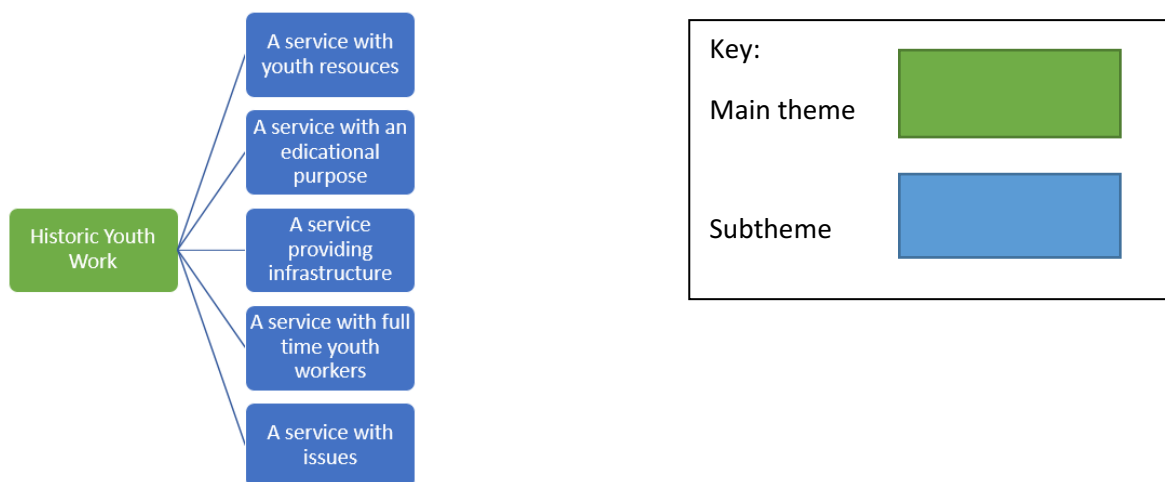 Historic Youth
Work
A service with
youth resouces
A service with an
edicational
purpose
A service
providing
infrastructure
A service with full
time youth
workers
A service with
issues
Key:
Main theme
Subtheme